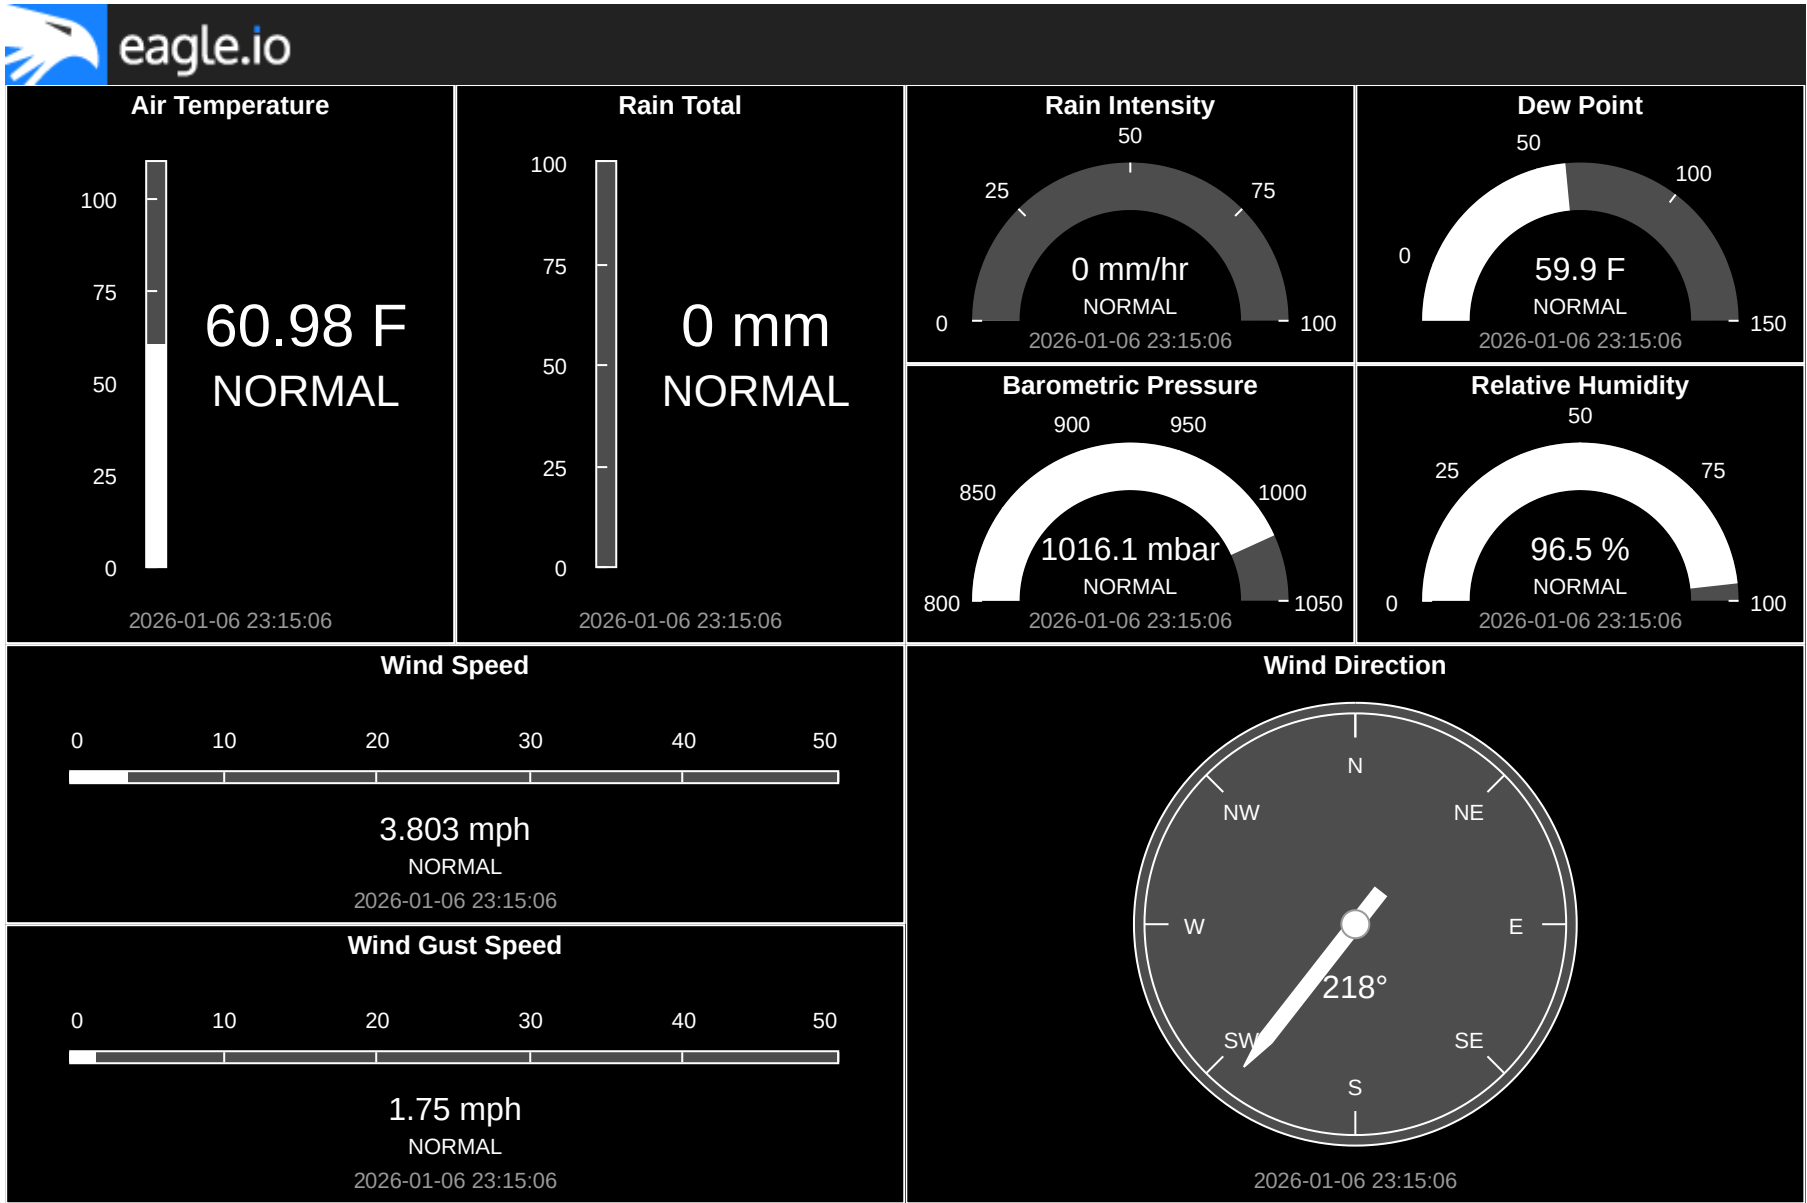 eagle.io
Air Temperature
100
75
50
25
0
60.98 F
NORMAL
2026-01-06 23:15:06
Rain Total
100
75
50
25
0
0 mm
NORMAL
2026-01-06 23:15:06
Rain Intensity
50
25
75
0
100
0 mm/hr
NORMAL
2026-01-06 23:15:06
Dew Point
50
100
0
150
59.9 F
NORMAL
2026-01-06 23:15:06
Barometric Pressure
900
950
850
1000
800
1050
1016.1 mbar
NORMAL
2026-01-06 23:15:06
Relative Humidity
50
25
75
0
100
96.5 %
NORMAL
2026-01-06 23:15:06
Wind Speed
0 10 20 30 40 50
3.803 mph
NORMAL
2026-01-06 23:15:06
Wind Gust Speed
0 10 20 30 40 50
1.75 mph
NORMAL
2026-01-06 23:15:06
Wind Direction
N
NW NE
W E
218°
SW SE
S
2026-01-06 23:15:06